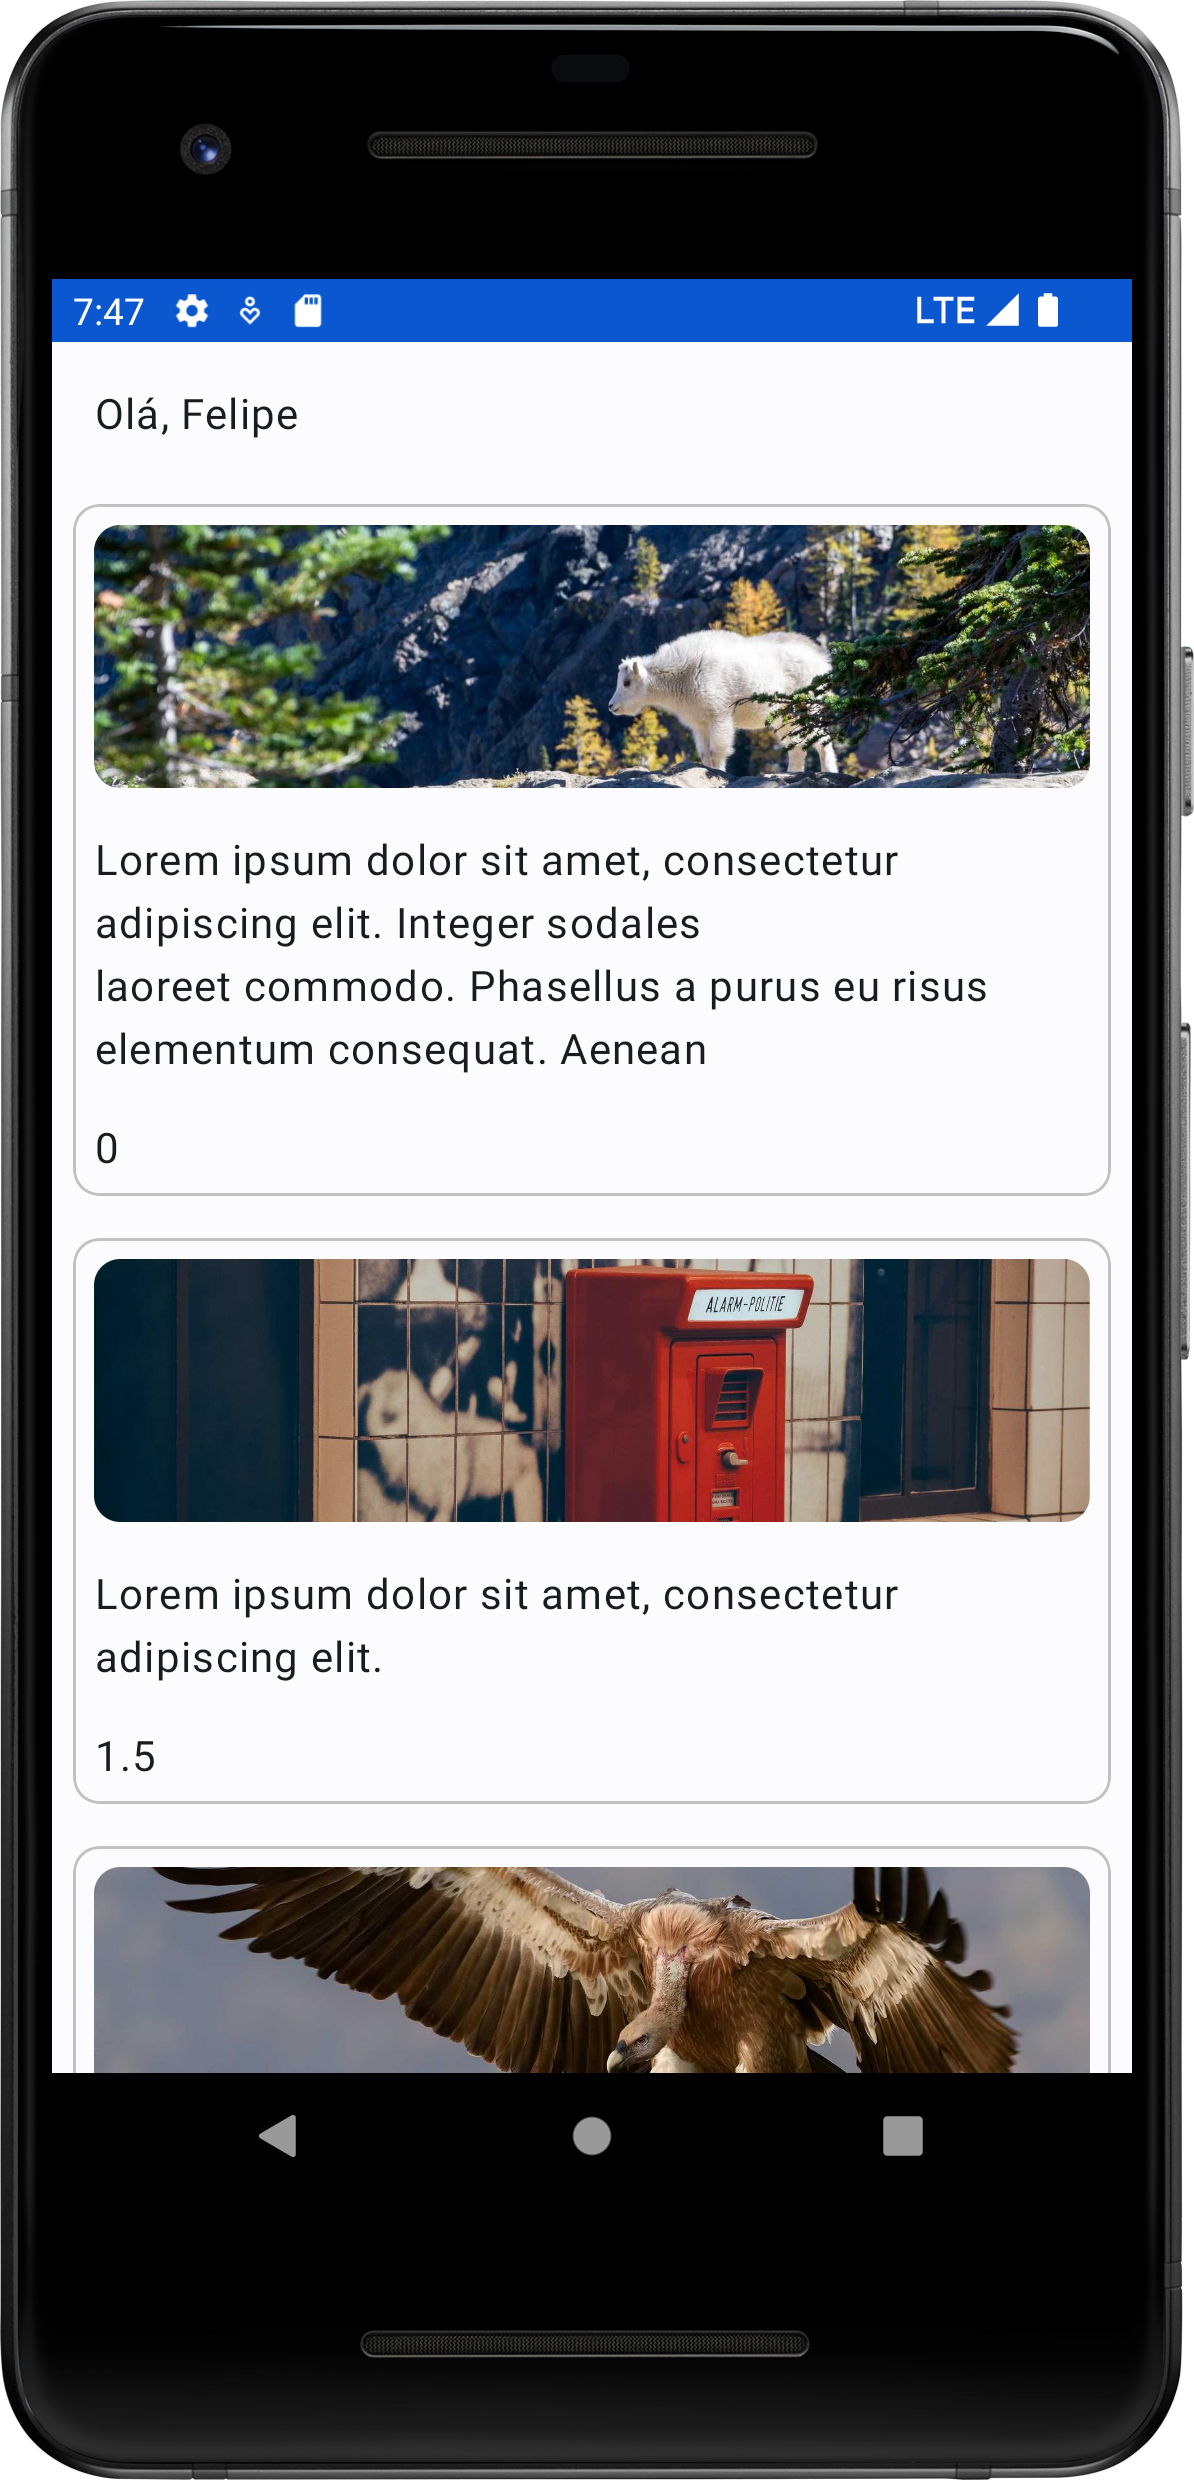 7:47 LTE
Olá, Felipe
Lorem ipsum dolor sit amet, consectetur
adipiscing elit. Integer sodales
laoreet commodo. Phasellus a purus eu risus
elementum consequat. Aenean
0
ALARM-POLITIE
Lorem ipsum dolor sit amet, consectetur
adipiscing elit.
1.5